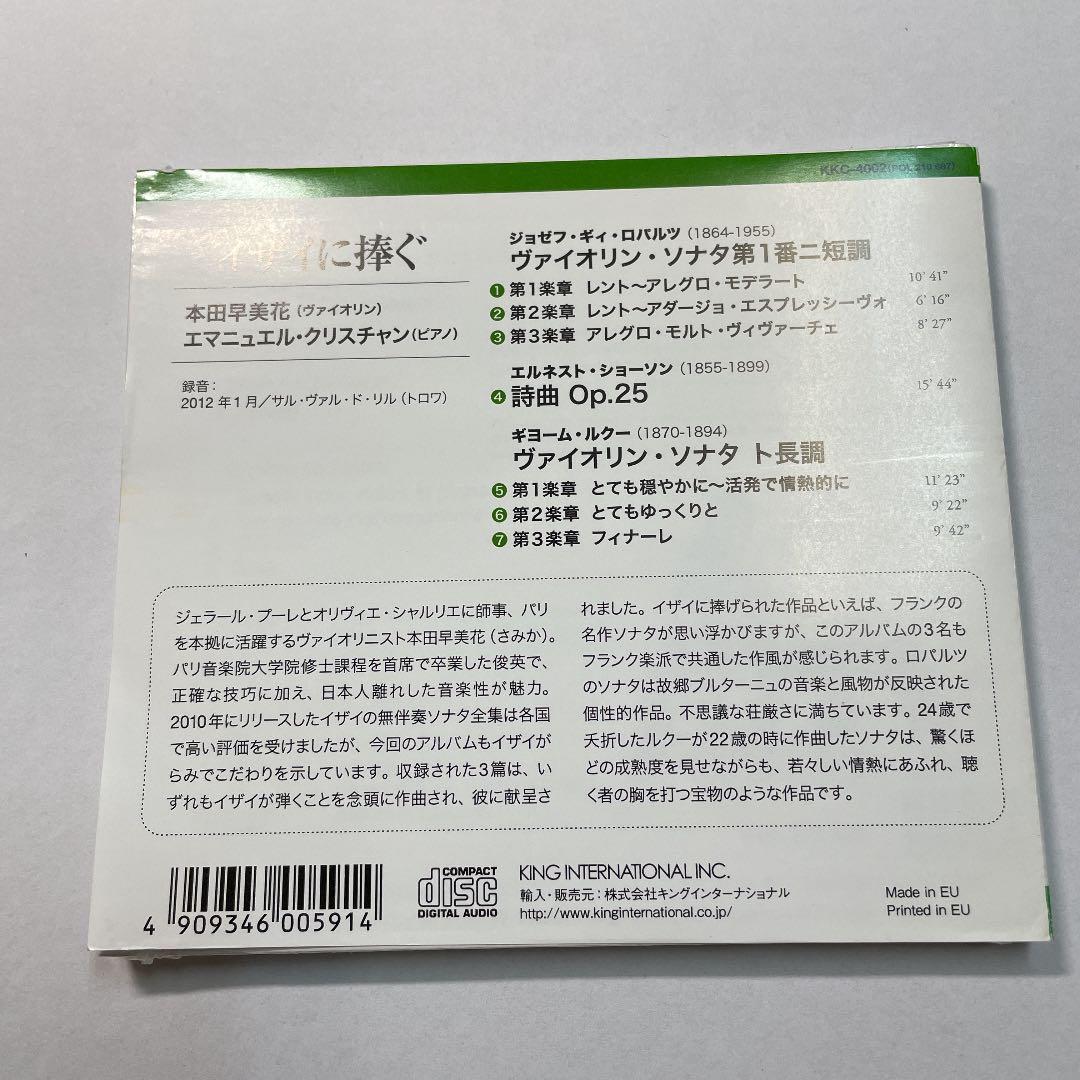 KKC-4002
イザイに捧ぐ
本田早美花 (ヴァイオリン)
エマニュエル・クリスチャン (ピアノ)
録音:
2012 年1月/サル・ヴァル・ド・リル (トロワ)
ジョゼフ・ギィ・ロパルツ (1864-1955)
ヴァイオリン・ソナタ第1番ニ短調
❶ 第1楽章 レント~アレグロ・モデラート 10’ 41”
❷ 第2楽章 レント~アダージョ・エスプレッシーヴォ 6’ 16”
❸ 第3楽章 アレグロ・モルト・ヴィヴァーチェ 8’ 27”
エルネスト・ショーソン (1855-1899)
❹ 詩曲 Op.25 15’ 44”
ギヨーム・ルクー (1870-1894)
ヴァイオリン・ソナタ ト長調
❺ 第1楽章 とても穏やかに~活発で情熱的に 11’ 23”
❻ 第2楽章 とてもゆっくりと 9’ 22”
❼ 第3楽章 フィナーレ 9’ 42”
ジェラール・プーレとオリヴィエ・シャルリエに師事、パリ
を本拠に活躍するヴァイオリニスト本田早美花(さみか)。
パリ音楽院大学院修士課程を首席で卒業した俊英で、
正確な技巧に加え、日本人離れした音楽性が魅力。
2010年にリリースしたイザイの無伴奏ソナタ全集は各国
で高い評価を受けましたが、今回のアルバムもイザイが
らみでこだわりを示しています。収録された3篇は、い
ずれもイザイが弾くことを念頭に作曲され、彼に献呈さ
れました。イザイに捧げられた作品といえば、フランクの
名作ソナタが思い浮かびますが、このアルバムの3名も
フランク楽派で共通した作風が感じられます。ロパルツ
のソナタは故郷ブルターニュの音楽と風物が反映された
個性的作品。不思議な荘厳さに満ちています。24歳で
夭折したルクーが22歳の時に作曲したソナタは、驚くほ
どの成熟度を見せながらも、若々しい情熱にあふれ、聴
く者の胸を打つ宝物のような作品です。
4 909346 005914
COMPACT
disc
DIGITAL AUDIO
KING INTERNATIONAL INC.
輸入・販売元:株式会社キングインターナショナル
http://www.kinginternational.co.jp/
Made in EU
Printed in EU